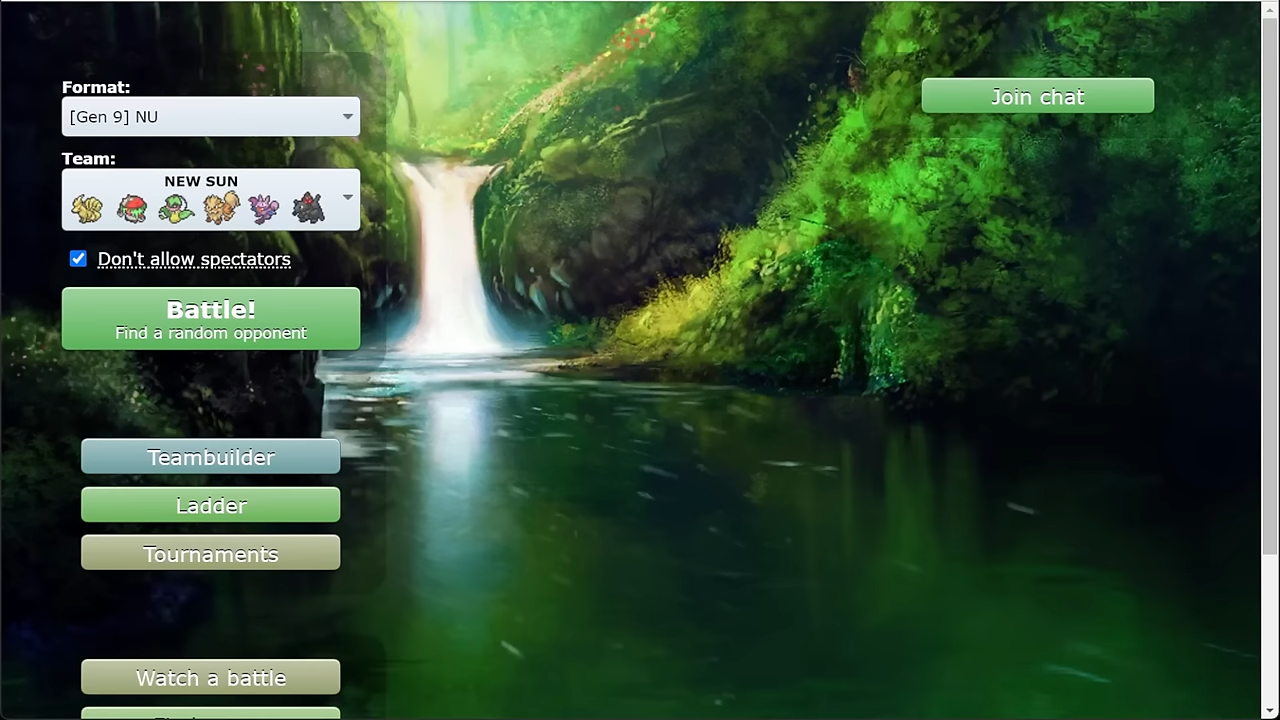 Format:
[Gen 9] NU
Team:
NEW SUN
Don't allow spectators
Battle!
Find a random opponent
Teambuilder
Ladder
Tournaments
Watch a battle
Join chat